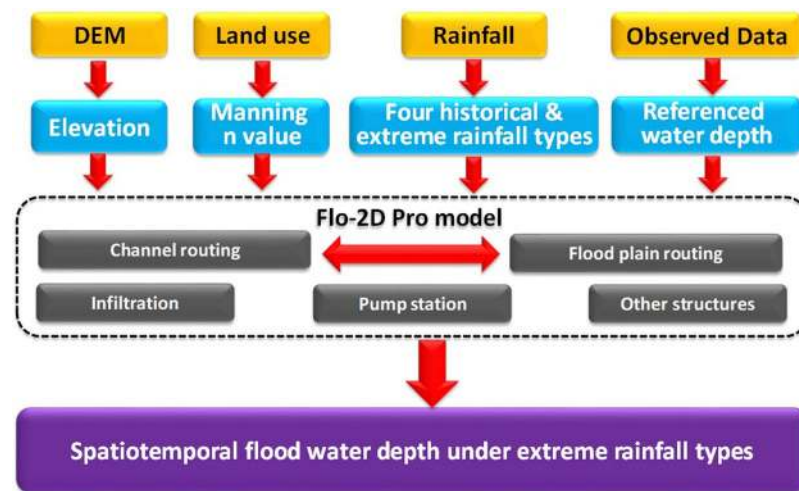 DEM
Land use
Rainfall
Observed Data
Elevation
Manning
n value
Four historical &
extreme rainfall types
Referenced
water depth
Flo-2D Pro model
Channel routing
Flood plain routing
Infiltration
Pump station
Other structures
Spatiotemporal flood water depth under extreme rainfall types